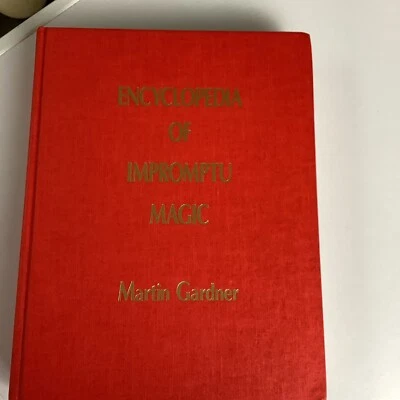 ENCYCLOPEDIA
OF
IMPROMPTU
MAGIC
Martin Gardner